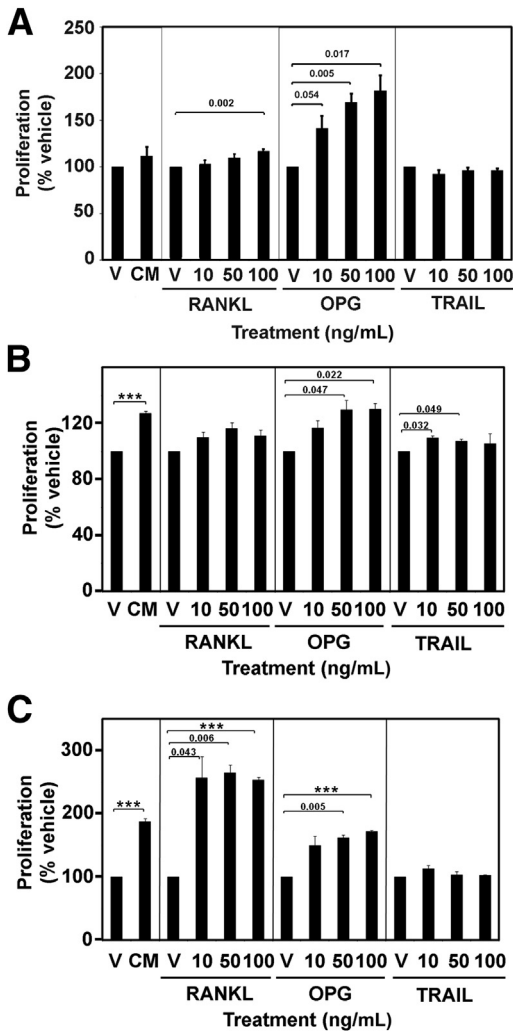 A
Proliferation
(% vehicle)
250
200
150
100
50
0
0.002
0.017
0.005
0.054
V CM V 10 50 100 V 10 50 100 V 10 50 100
RANKL OPG TRAIL
Treatment (ng/mL)
B
Proliferation
(% vehicle)
120
80
40
0
***
0.022
0.047
0.049
0.032
V CM V 10 50 100 V 10 50 100 V 10 50 100
RANKL OPG TRAIL
Treatment (ng/mL)
C
Proliferation
(% vehicle)
300
200
100
0
***
***
0.006
0.043
***
0.005
V CM V 10 50 100 V 10 50 100 V 10 50 100
RANKL OPG TRAIL
Treatment (ng/mL)